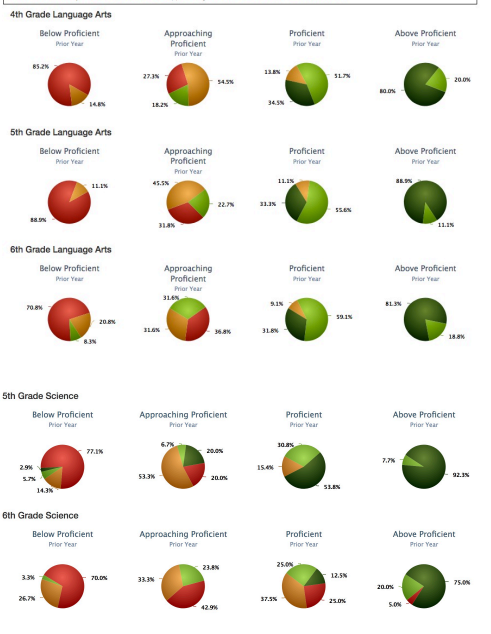 4th Grade Language Arts
Below Proficient
Prior Year
85.2%
14.8%
Approaching
Proficient
Prior Year
27.3%
54.5%
18.2%
Proficient
Prior Year
13.8%
51.7%
34.5%
Above Proficient
Prior Year
20.0%
80.0%
5th Grade Language Arts
Below Proficient
Prior Year
11.1%
88.9%
Approaching
Proficient
Prior Year
45.5%
22.7%
31.8%
Proficient
Prior Year
11.1%
33.3%
55.6%
Above Proficient
Prior Year
88.9%
11.1%
6th Grade Language Arts
Below Proficient
Prior Year
70.8%
20.8%
8.3%
Approaching
Proficient
Prior Year
31.6%
31.6%
36.8%
Proficient
Prior Year
9.1%
59.1%
31.8%
Above Proficient
Prior Year
81.3%
18.8%
5th Grade Science
Below Proficient
Prior Year
77.1%
2.9%
5.7%
14.3%
Approaching Proficient
Prior Year
6.7%
20.0%
53.3%
20.0%
Proficient
Prior Year
30.8%
15.4%
53.8%
Above Proficient
Prior Year
7.7%
92.3%
6th Grade Science
Below Proficient
Prior Year
3.3%
70.0%
26.7%
Approaching Proficient
Prior Year
23.8%
33.3%
42.9%
Proficient
Prior Year
25.0%
12.5%
37.5%
25.0%
Above Proficient
Prior Year
75.0%
20.0%
5.0%